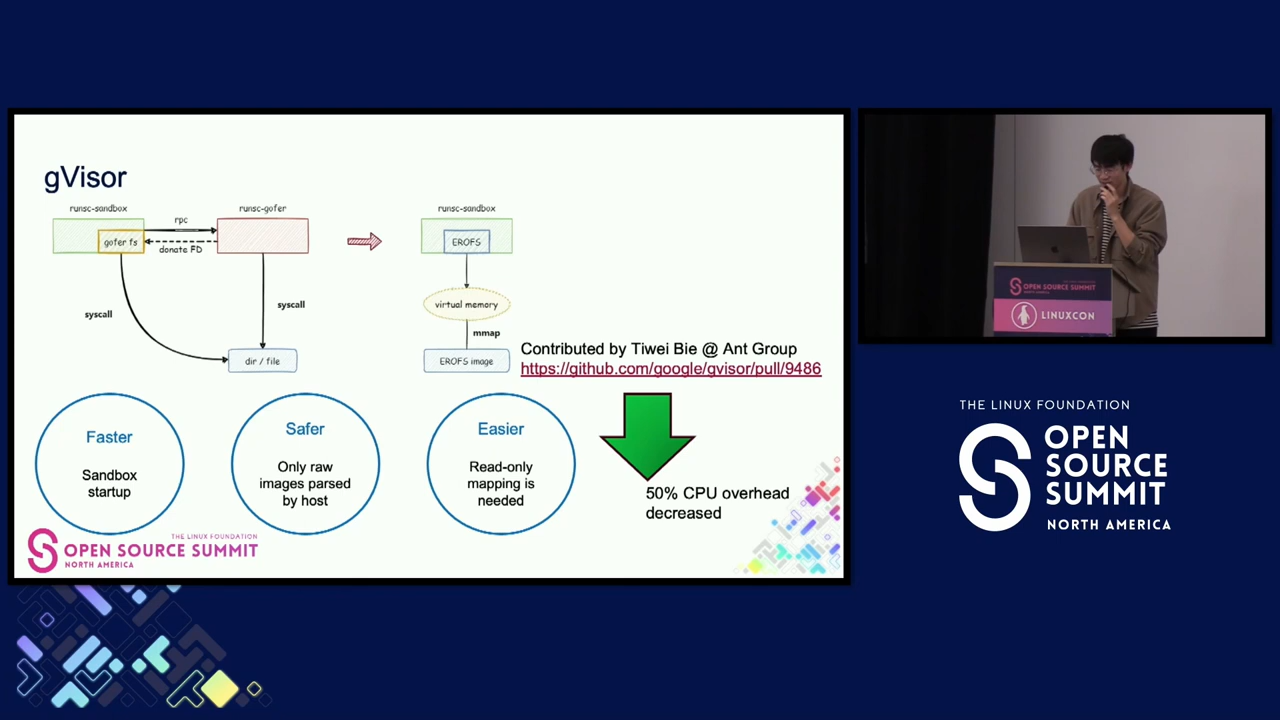 gVisor
runsc-sandbox
runsc-gofer
runsc-sandbox
gofer fs
rpc
donate FD
EROFS
syscall
syscall
virtual memory
mmap
dir / file
EROFS image
Contributed by Tiwei Bie @ Ant Group
https://github.com/google/gvisor/pull/9486
Faster
Sandbox
startup
Safer
Only raw
images parsed
by host
Easier
Read-only
mapping is
needed
50% CPU overhead
decreased
THE LINUX FOUNDATION
OPEN SOURCE SUMMIT
NORTH AMERICA
OPEN SOURCE SUMMIT
LINUXCON
THE LINUX FOUNDATION
OPEN
SOURCE
SUMMIT
NORTH AMERICA